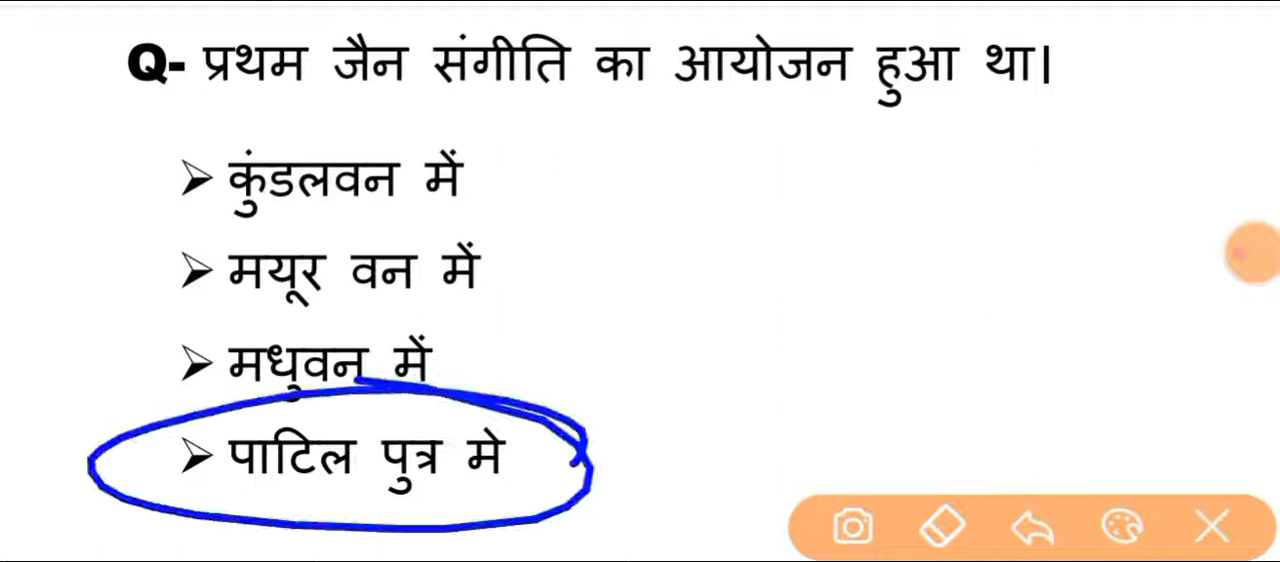 Q- प्रथम जैन संगीति का आयोजन हुआ था।
➢ कुंडलवन में
➢ मयूर वन में
➢ मधुवन में
➢ पाटिल पुत्र मे